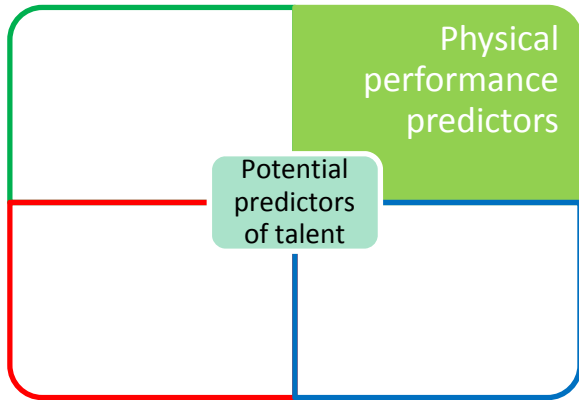 Physical
performance
predictors
Potential
predictors
of talent